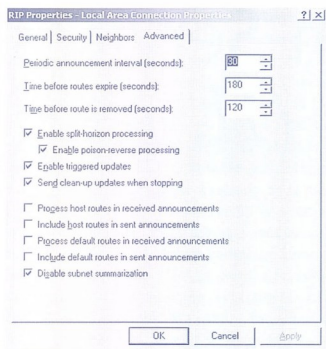 RIP Properties - Local Area Connection Properties ? ×
General Security Neighbors Advanced
Periodic announcement interval (seconds): 30
Time before routes expire (seconds): 180
Time before route is removed (seconds): 120
Enable split-horizon processing
Enable poison-reverse processing
Enable triggered updates
Send clean-up updates when stopping
Process host routes in received announcements
Include host routes in sent announcements
Process default routes in received announcements
Include default routes in sent announcements
Disable subnet summarization
OK Cancel Apply